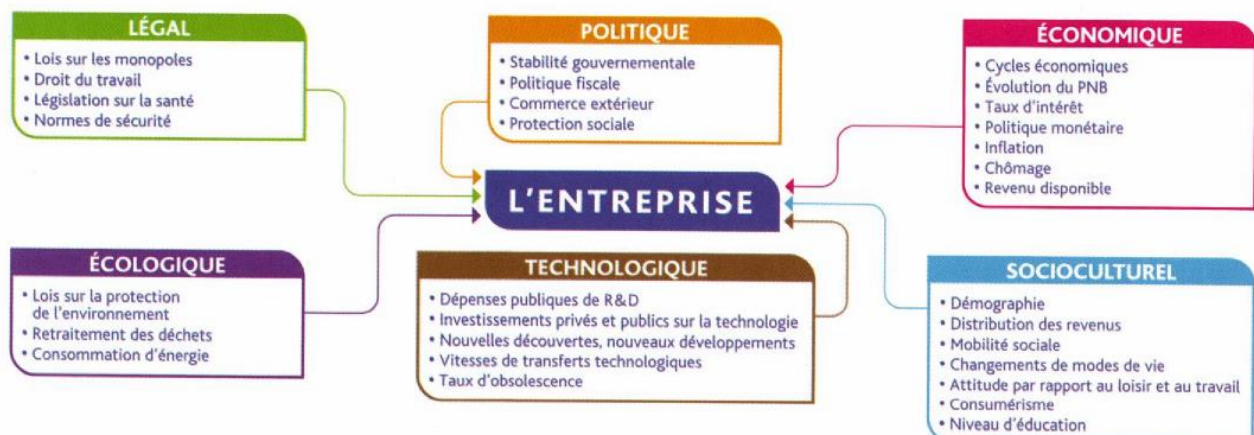 LÉGAL
• Lois sur les monopoles
• Droit du travail
• Législation sur la santé
• Normes de sécurité
POLITIQUE
• Stabilité gouvernementale
• Politique fiscale
• Commerce extérieur
• Protection sociale
ÉCONOMIQUE
• Cycles économiques
• Évolution du PNB
• Taux d'intérêt
• Politique monétaire
• Inflation
• Chômage
• Revenu disponible
L'ENTREPRISE
ÉCOLOGIQUE
• Lois sur la protection
de l'environnement
• Retraitement des déchets
• Consommation d'énergie
TECHNOLOGIQUE
• Dépenses publiques de R&D
• Investissements privés et publics sur la technologie
• Nouvelles découvertes, nouveaux développements
• Vitesses de transferts technologiques
• Taux d'obsolescence
SOCIOCULTUREL
• Démographie
• Distribution des revenus
• Mobilité sociale
• Changements de modes de vie
• Attitude par rapport au loisir et au travail
• Consumérisme
• Niveau d'éducation